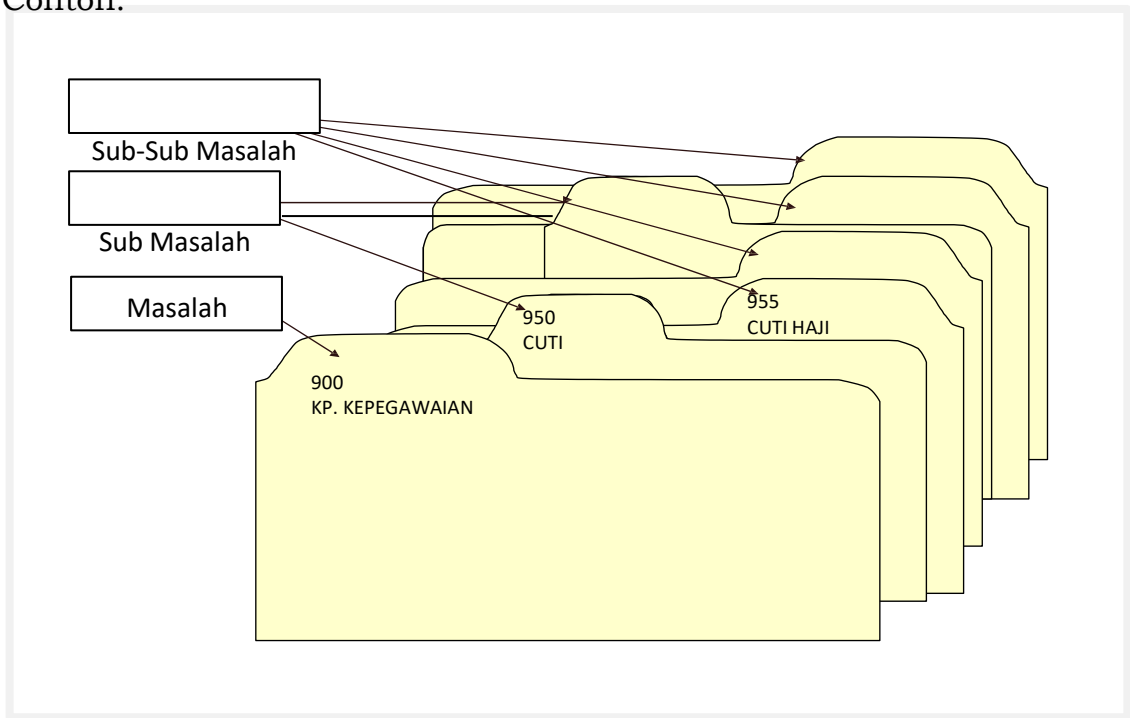 Contoh:
Sub-Sub Masalah
Sub Masalah
Masalah
955
CUTI HAJI
950
CUTI
900
KP. KEPEGAWAIAN